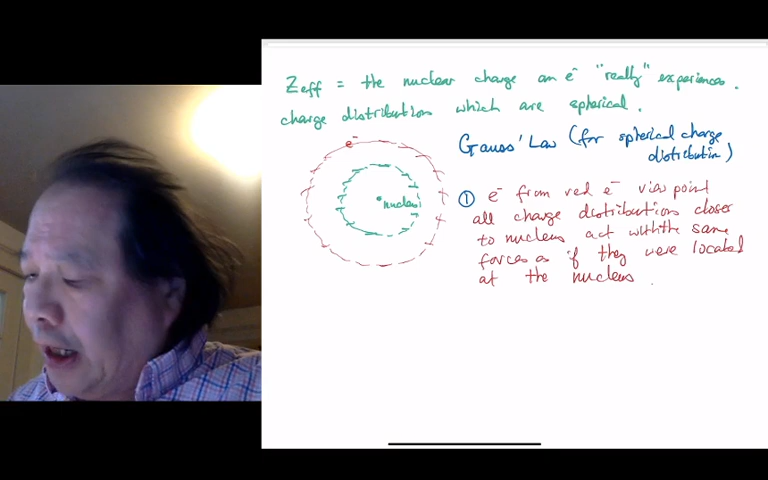 Zeff = the nuclear charge an e⁻ "really" experiences.
charge distribution which are spherical.
Gauss' Law (for spherical charge
distribution)
e⁻
nucleus
① e⁻ from red e⁻ view point
all charge distributions closer
to nucleus act with the same
forces as if they were located
at the nucleus.